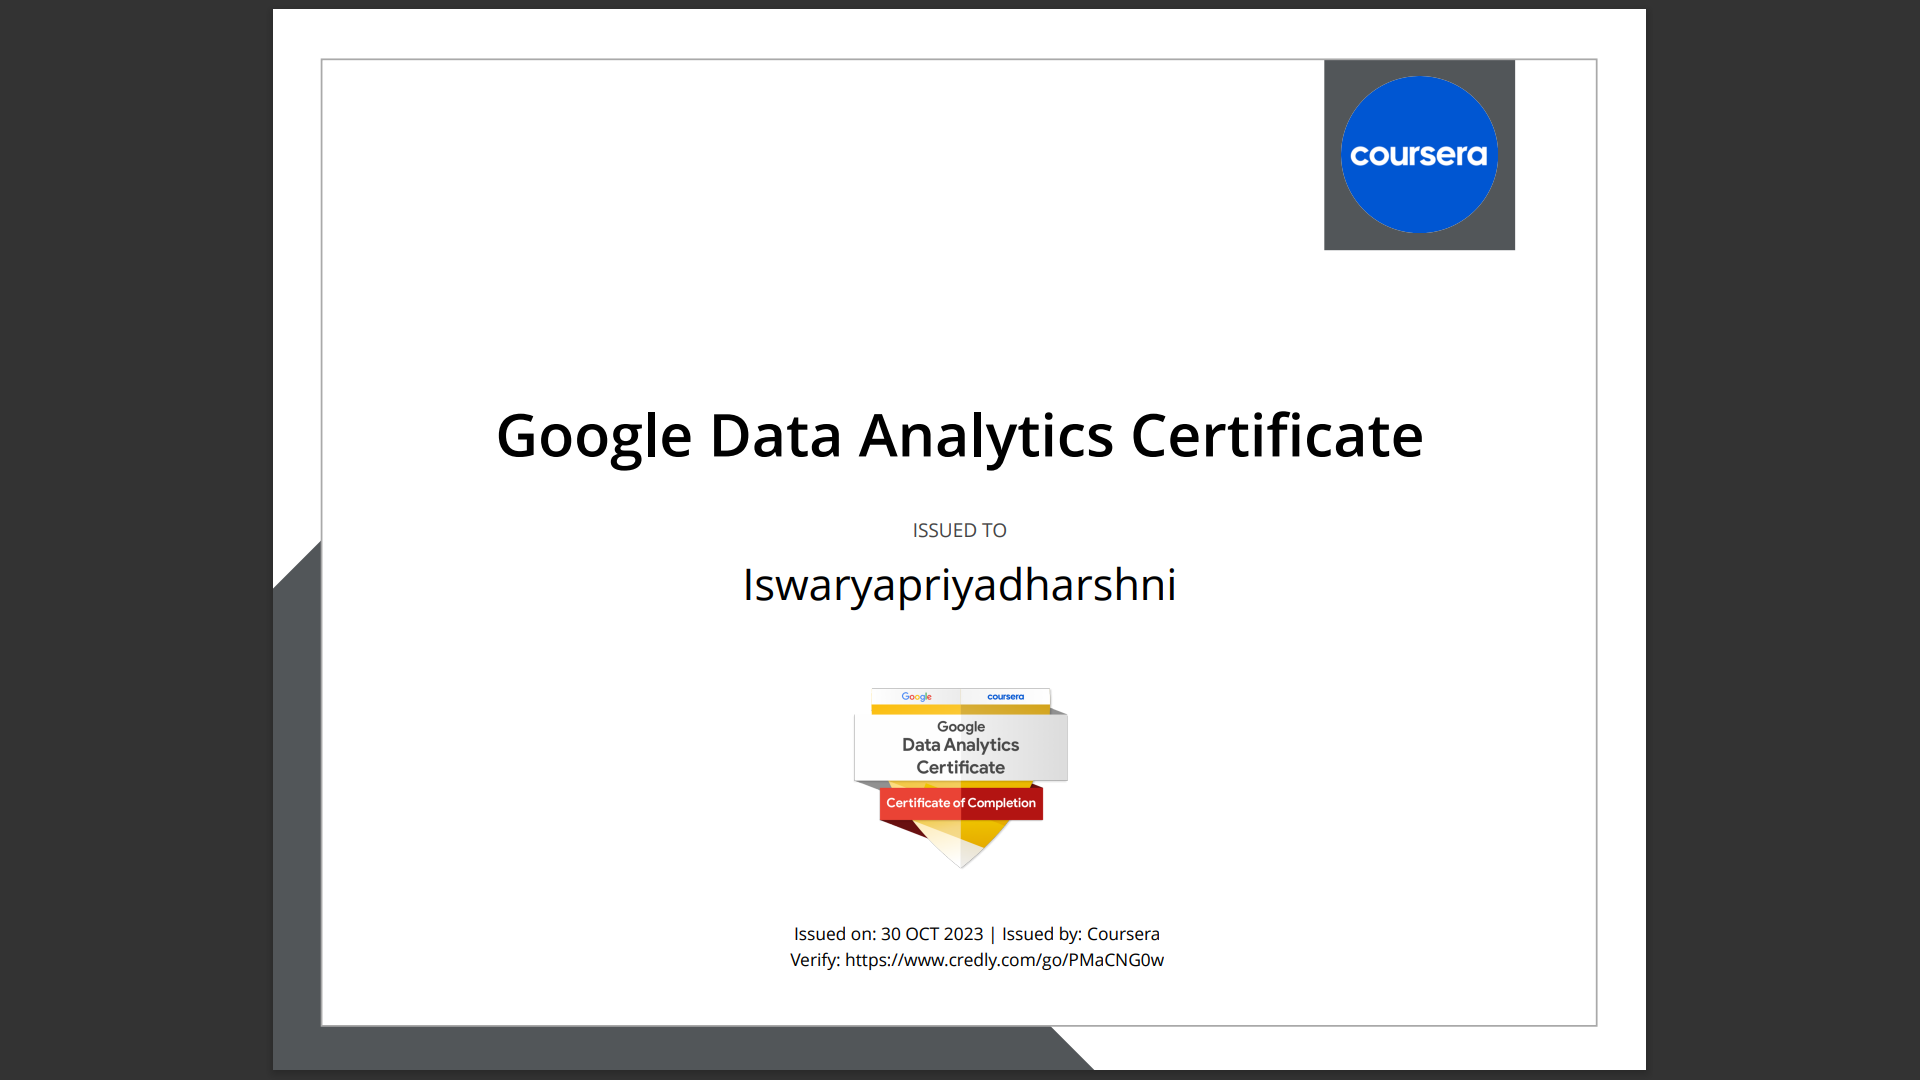 coursera
Google Data Analytics Certificate
ISSUED TO
Iswaryapriyadharshni
Google coursera
Google
Data Analytics
Certificate
Certificate of Completion
Issued on: 30 OCT 2023 | Issued by: Coursera
Verify: https://www.credly.com/go/PMaCNG0w